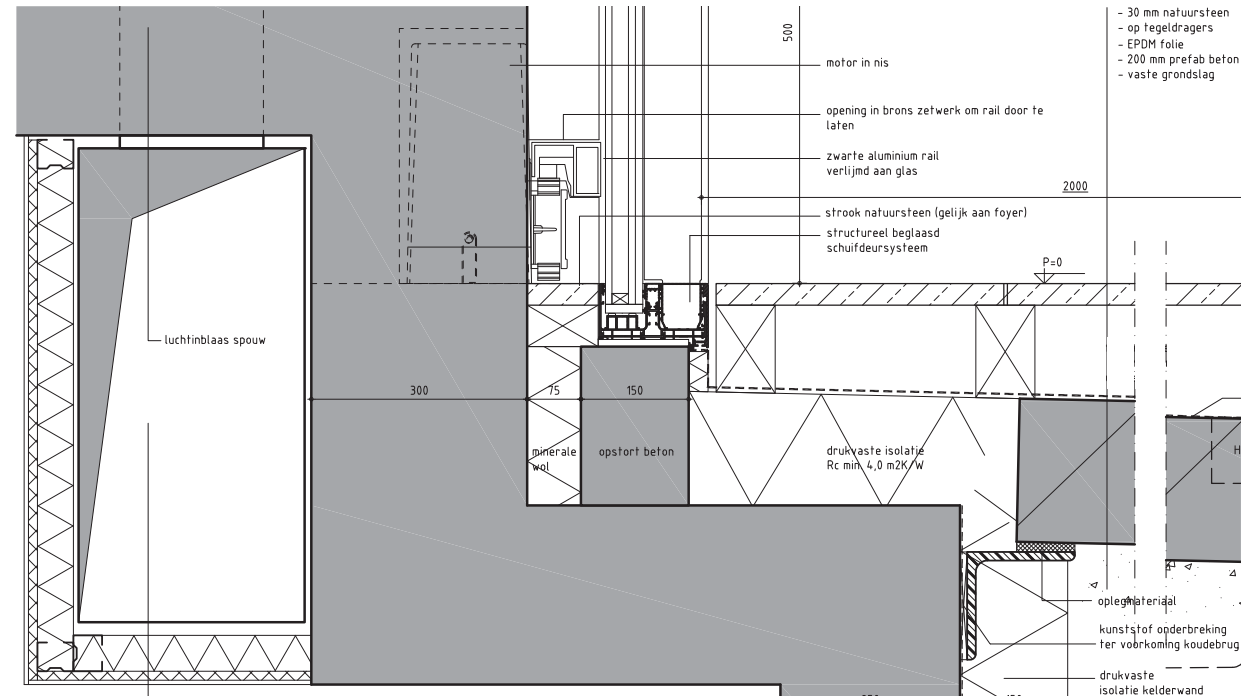 - 30 mm natuursteen
- op tegeldragers
- EPDM folie
- 200 mm prefab beton
- vaste grondslag
500
motor in nis
opening in brons zetwerk om rail door te
laten
zwarte aluminium rail
verlijmd aan glas
2000
strook natuursteen (gelijk aan foyer)
structureel beglaasd
schuifdeursysteem
P=0
luchtinblaas spouw
300
75
150
minerale
wol
opstort beton
drukvaste isolatie
Rc min. 4,0 m2K/W
H
oplegmateriaal
kunststof onderbreking
ter voorkoming koudebrug
drukvaste
isolatie kelderwand